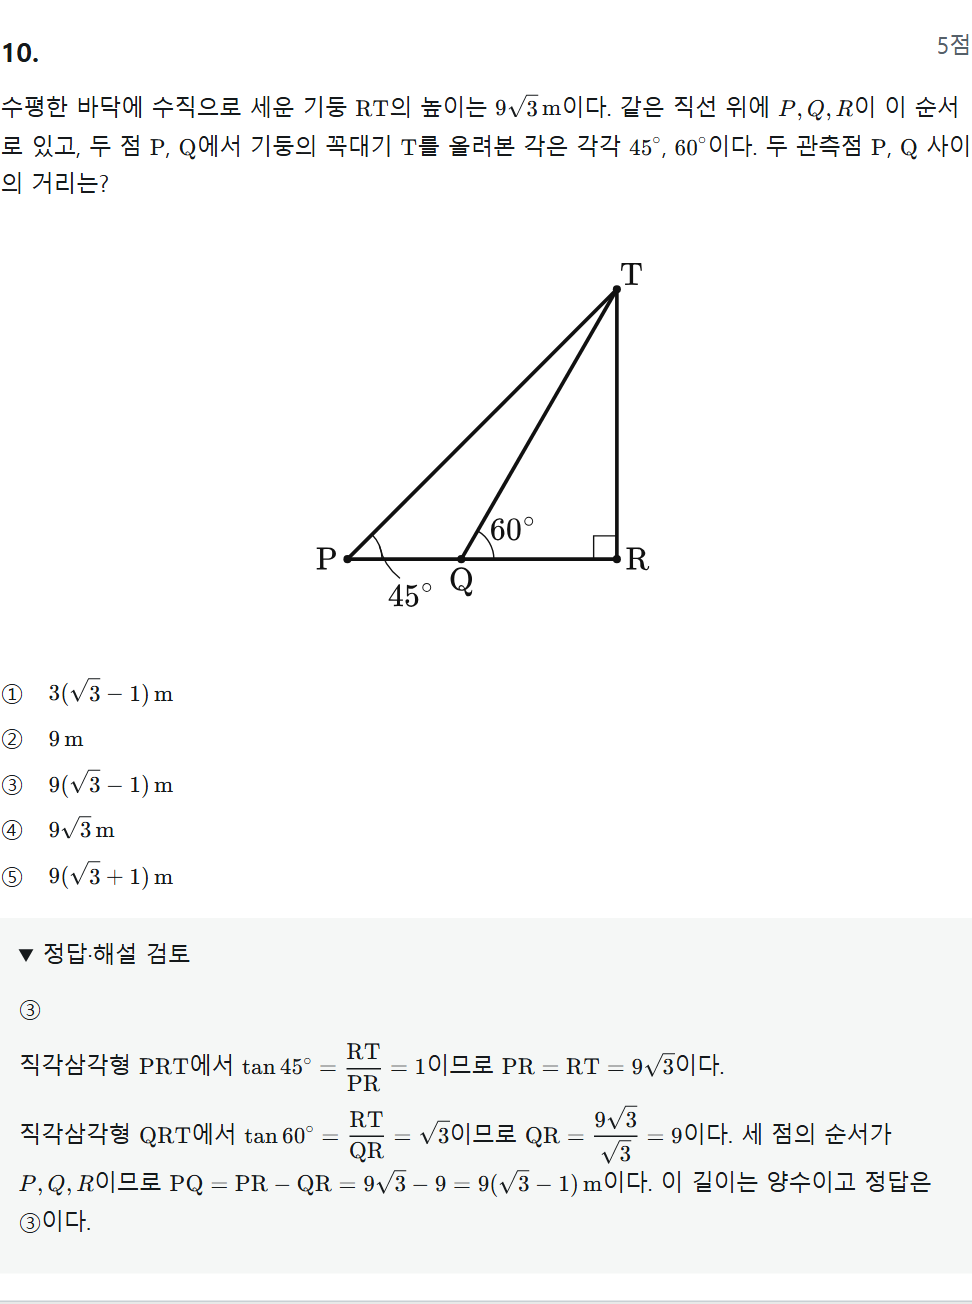 10.
5점
수평한 바닥에 수직으로 세운 기둥 RT의 높이는 9√3 m이다. 같은 직선 위에 P, Q, R이 이 순서
로 있고, 두 점 P, Q에서 기둥의 꼭대기 T를 올려본 각은 각각 45°, 60°이다. 두 관측점 P, Q 사이
의 거리는?
T
60°
P
R
Q
45°
① 3(√3 − 1) m
② 9 m
③ 9(√3 − 1) m
④ 9√3 m
⑤ 9(√3 + 1) m
▼ 정답·해설 검토
③
직각삼각형 PRT에서 tan 45° = RT/PR = 1이므로 PR = RT = 9√3이다.
직각삼각형 QRT에서 tan 60° = RT/QR = √3이므로 QR = 9√3/√3 = 9이다. 세 점의 순서가
P, Q, R이므로 PQ = PR − QR = 9√3 − 9 = 9(√3 − 1) m이다. 이 길이는 양수이고 정답은
③이다.